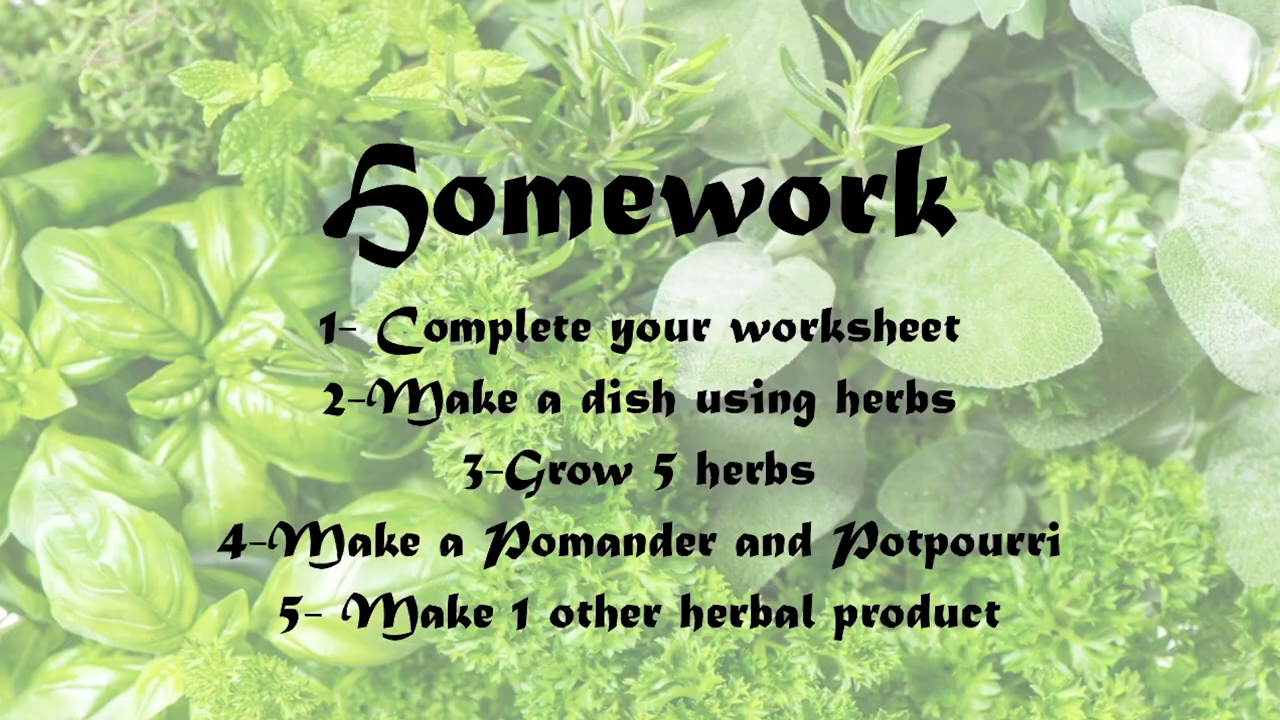 Homework
1- Complete your worksheet
2-Make a dish using herbs
3-Grow 5 herbs
4-Make a Pomander and Potpourri
5- Make 1 other herbal product